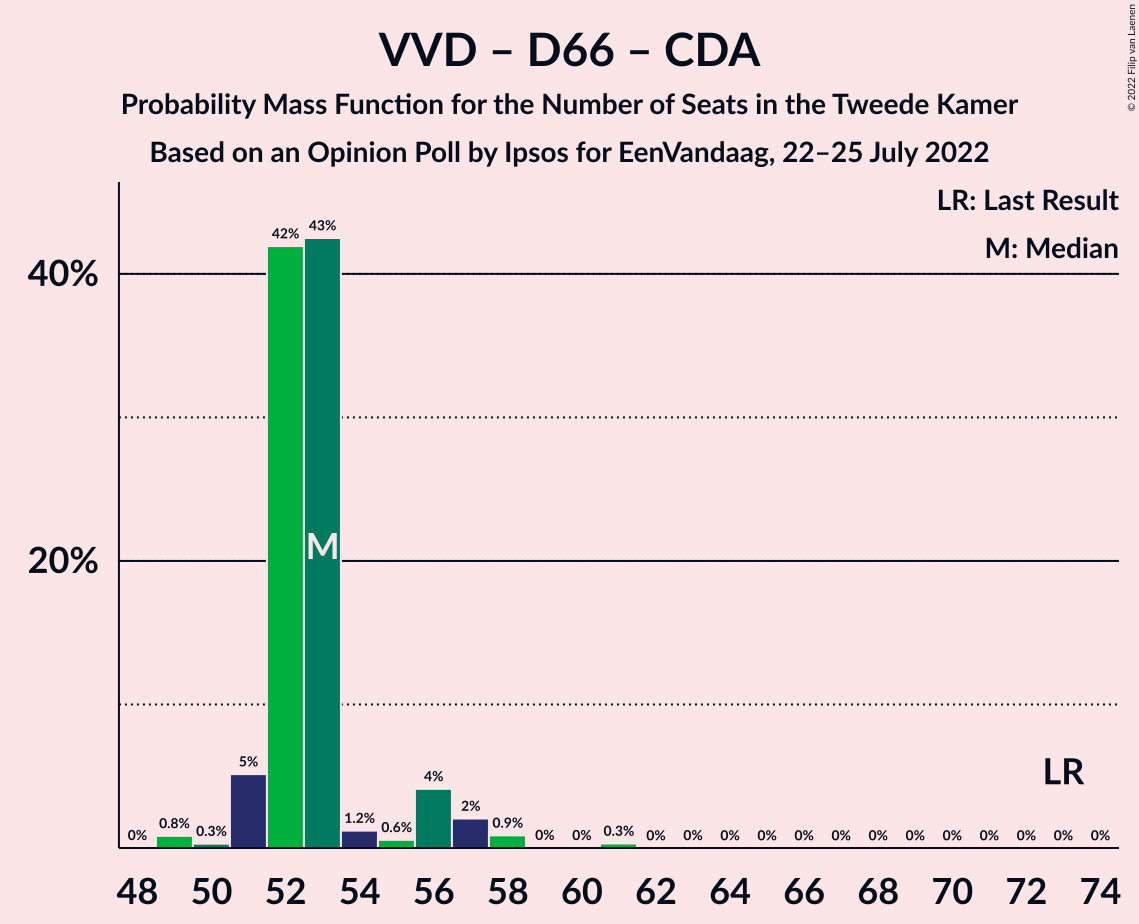 VVD – D66 – CDA
Probability Mass Function for the Number of Seats in the Tweede Kamer
Based on an Opinion Poll by Ipsos for EenVandaag, 22–25 July 2022
© 2022 Filip van Laenen
LR: Last Result
M: Median
40%
20%
0% 0.8% 0.3% 5% 42% 43% 1.2% 0.6% 4% 2% 0.9% 0% 0% 0.3% 0% 0% 0% 0% 0% 0% 0% 0% 0% 0% 0% 0% 0%
M
LR
48 50 52 54 56 58 60 62 64 66 68 70 72 74